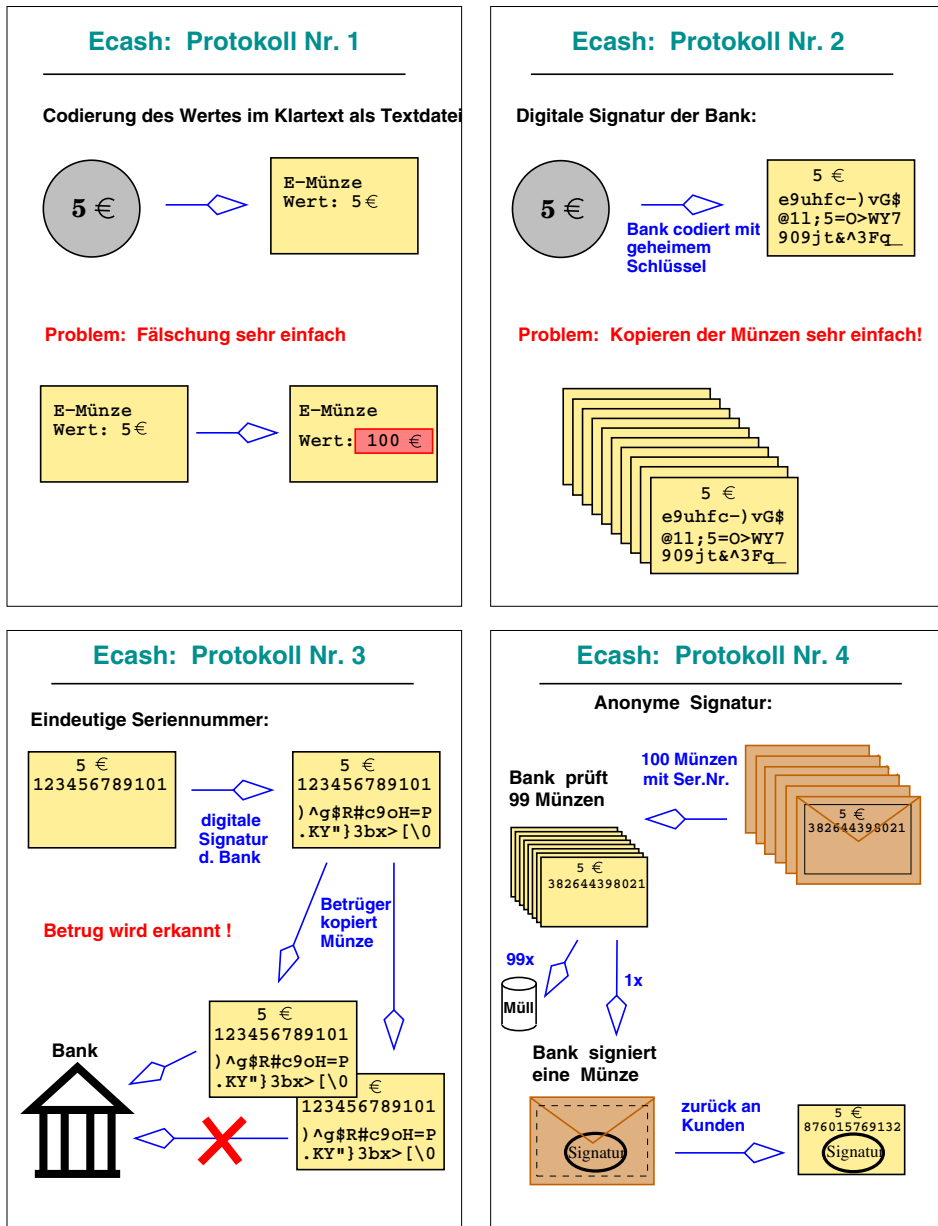 Ecash: Protokoll Nr. 1
Codierung des Wertes im Klartext als Textdatei
5 €
E-Münze
Wert: 5€
Problem: Fälschung sehr einfach
E-Münze
Wert: 5€
E-Münze
Wert: 100 €
Ecash: Protokoll Nr. 2
Digitale Signatur der Bank:
5 €
Bank codiert mit
geheimem
Schlüssel
5 €
e9uhfc-)vG$
@1l;5=O>WY7
909jt&^3Fq_
Problem: Kopieren der Münzen sehr einfach!
5 €
e9uhfc-)vG$
@1l;5=O>WY7
909jt&^3Fq_
Ecash: Protokoll Nr. 3
Eindeutige Seriennummer:
5 €
123456789101
digitale
Signatur
d. Bank
5 €
123456789101
)^g$R#c9oH=P
.KY"}3bx>[\0
Betrug wird erkannt !
Betrüger
kopiert
Münze
5 €
123456789101
)^g$R#c9oH=P
.KY"}3bx>[\0
Bank
€
123456789101
)^g$R#c9oH=P
.KY"}3bx>[\0
Ecash: Protokoll Nr. 4
Anonyme Signatur:
100 Münzen
mit Ser.Nr.
5 €
382644398021
Bank prüft
99 Münzen
5 €
382644398021
99x
1x
Müll
Bank signiert
eine Münze
Signatur
zurück an
Kunden
5 €
876015769132
Signatur